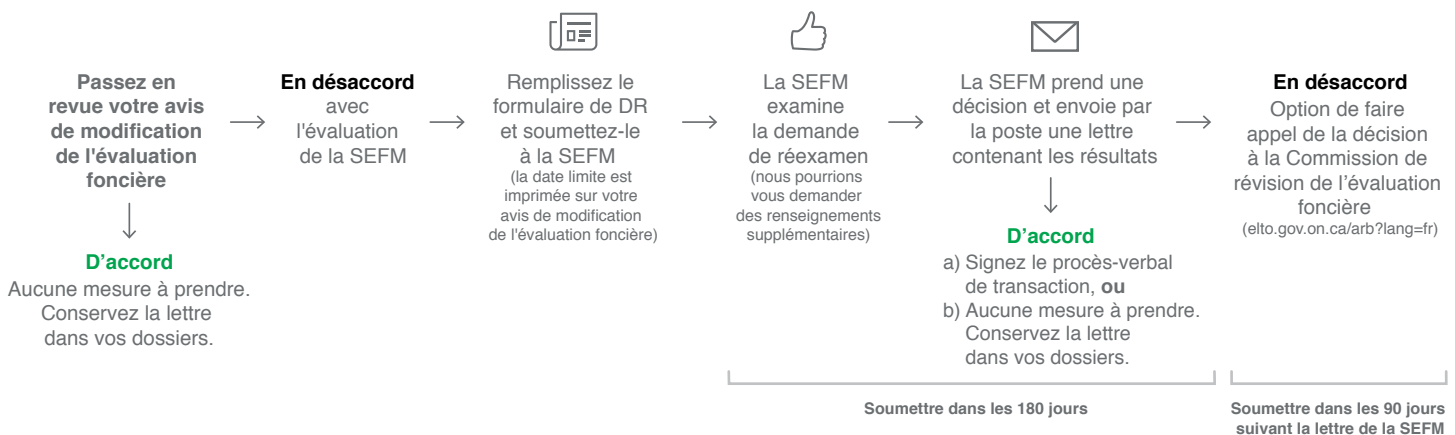 Passez en
revue votre avis
de modification
de l'évaluation
foncière
D'accord
Aucune mesure à prendre.
Conservez la lettre
dans vos dossiers.
En désaccord
avec
l'évaluation
de la SEFM
Remplissez le
formulaire de DR
et soumettez-le
à la SEFM
(la date limite est
imprimée sur votre
avis de modification
de l'évaluation foncière)
La SEFM
examine
la demande
de réexamen
(nous pourrions
vous demander
des renseignements
supplémentaires)
La SEFM prend une
décision et envoie par
la poste une lettre
contenant les résultats
D'accord
a) Signez le procès-verbal
de transaction, ou
b) Aucune mesure à prendre.
Conservez la lettre
dans vos dossiers.
En désaccord
Option de faire
appel de la décision
à la Commission de
révision de l'évaluation
foncière
(elto.gov.on.ca/arb?lang=fr)
Soumettre dans les 180 jours
Soumettre dans les 90 jours
suivant la lettre de la SEFM